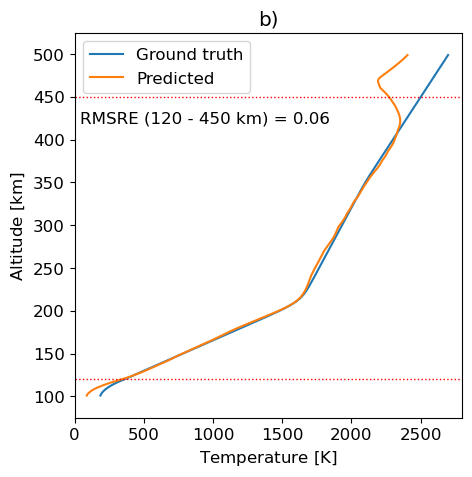 b)
Ground truth
Predicted
RMSRE (120 - 450 km) = 0.06
Altitude [km]
500
450
400
350
300
250
200
150
100
0 500 1000 1500 2000 2500
Temperature [K]